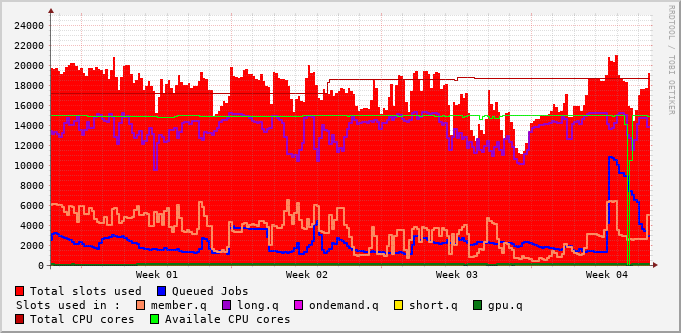 24000
22000
20000
18000
16000
14000
12000
10000
8000
6000
4000
2000
0
Week 01 Week 02 Week 03 Week 04
Total slots used Queued Jobs
Slots used in : member.q long.q ondemand.q short.q gpu.q
Total CPU cores Availale CPU cores
RRDTOOL / TOBI OETIKER